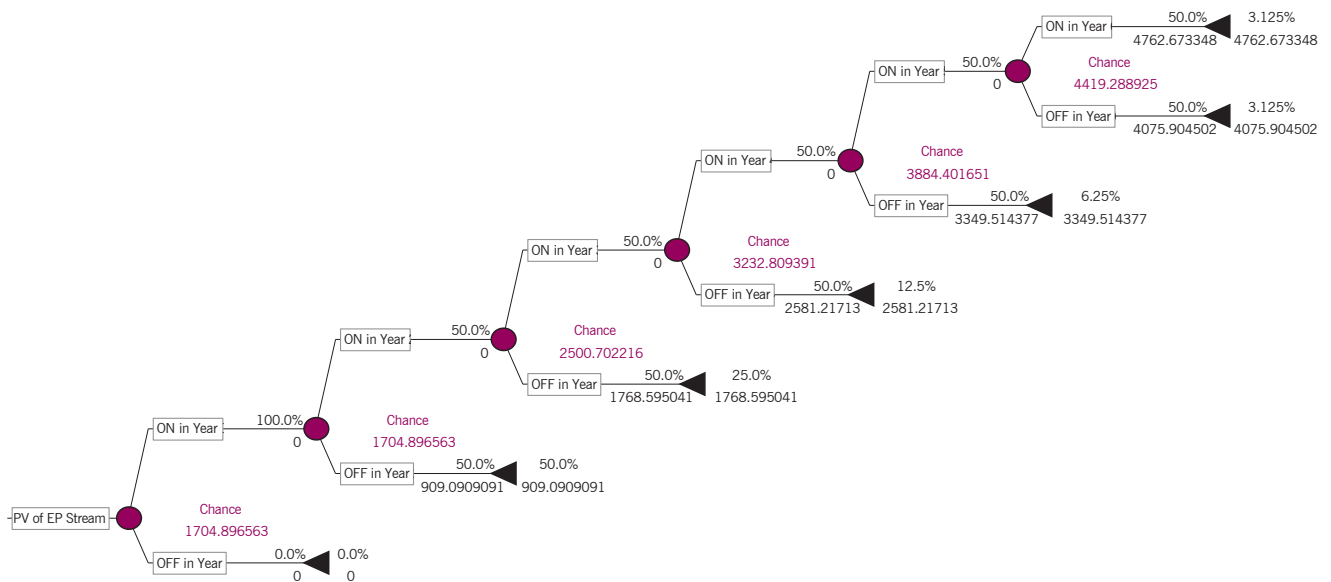 ON in Year
50.0%
3.125%
4762.673348
4762.673348
ON in Year
50.0%
0
Chance
4419.288925
OFF in Year
50.0%
3.125%
4075.904502
4075.904502
ON in Year
50.0%
0
Chance
3884.401651
OFF in Year
50.0%
6.25%
3349.514377
3349.514377
ON in Year
50.0%
0
Chance
3232.809391
OFF in Year
50.0%
12.5%
2581.21713
2581.21713
ON in Year
50.0%
0
Chance
2500.702216
OFF in Year
50.0%
25.0%
1768.595041
1768.595041
ON in Year
100.0%
0
Chance
1704.896563
OFF in Year
50.0%
50.0%
909.0909091
909.0909091
PV of EP Stream
Chance
1704.896563
OFF in Year
0.0%
0.0%
0
0